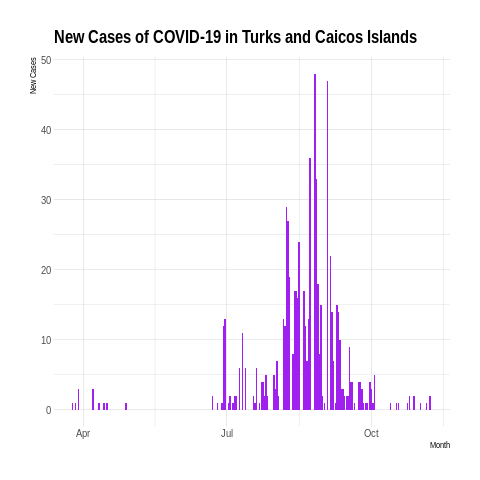 New Cases of COVID-19 in Turks and Caicos Islands
New Cases
50
40
30
20
10
0
Apr
Jul
Oct
Month